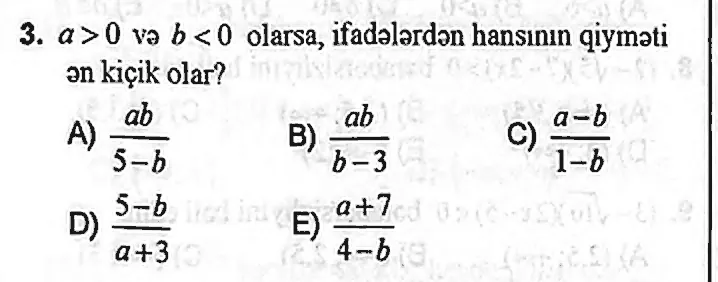 3. a > 0 və b < 0 olarsa, ifadələrdən hansının qiyməti
ən kiçik olar?
A) ab/(5−b) B) ab/(b−3) C) (a−b)/(1−b)
D) (5−b)/(a+3) E) (a+7)/(4−b)